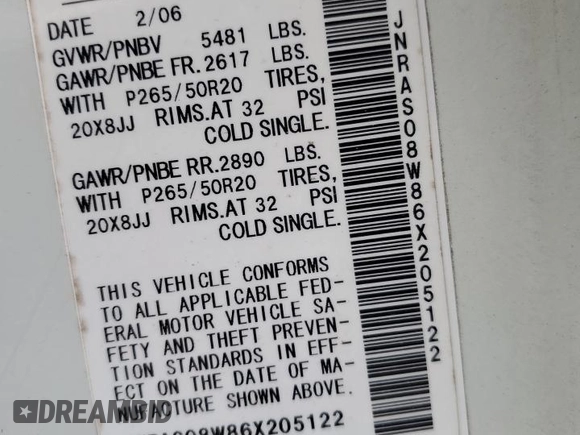 DATE 2/06
GVWR/PNBV 5481 LBS.
GAWR/PNBE FR.2617 LBS.
WITH P265/50R20 TIRES,
20X8JJ RIMS.AT 32 PSI
COLD SINGLE.
GAWR/PNBE RR.2890 LBS.
WITH P265/50R20 TIRES,
20X8JJ RIMS.AT 32 PSI
COLD SINGLE.
THIS VEHICLE CONFORMS
TO ALL APPLICABLE FED-
ERAL MOTOR VEHICLE SA-
FETY AND THEFT PREVEN-
TION STANDARDS IN EFF-
ECT ON THE DATE OF MA-
NUFACTURE SHOWN ABOVE.
JNRAS08W86X205122
S08W86X205122
DREAMBID